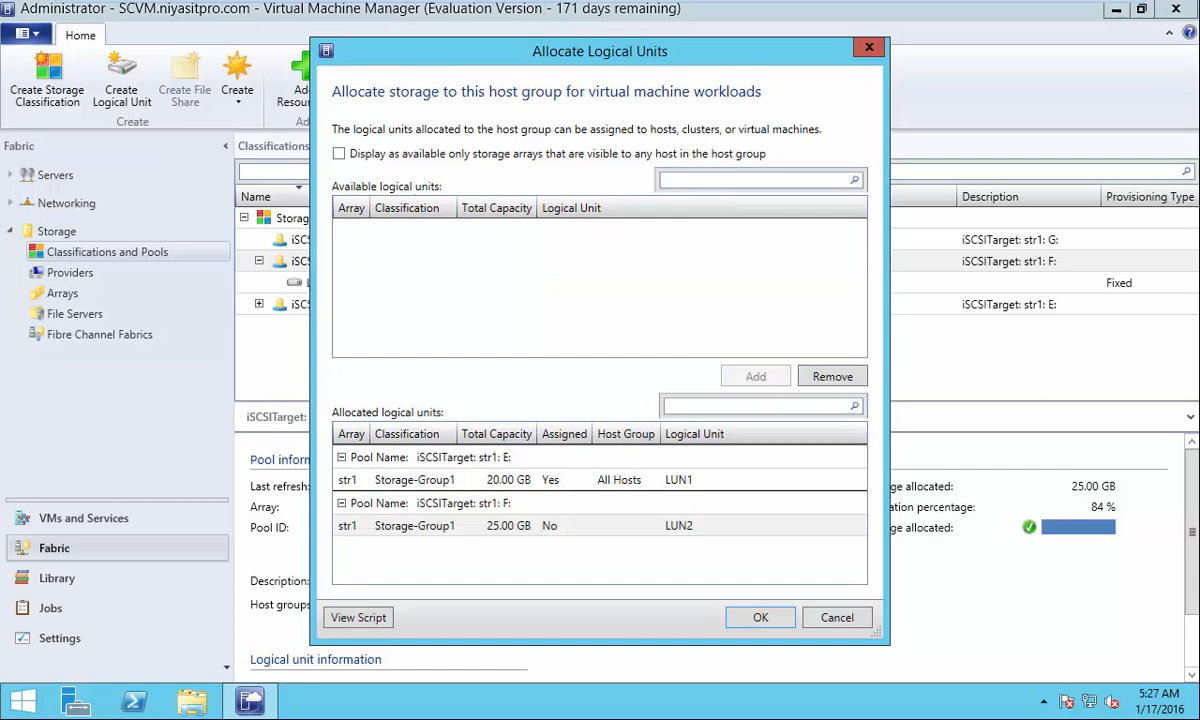 Administrator - SCVM.niyasitpro.com - Virtual Machine Manager (Evaluation Version - 171 days remaining)
Home
Create Storage Classification
Create Logical Unit
Create File Share
Create
Create
Allocate Logical Units
Allocate storage to this host group for virtual machine workloads
The logical units allocated to the host group can be assigned to hosts, clusters, or virtual machines.
Display as available only storage arrays that are visible to any host in the host group
Available logical units:
Array Classification Total Capacity Logical Unit
Add Remove
Allocated logical units:
Array Classification Total Capacity Assigned Host Group Logical Unit
Pool Name: iSCSITarget: str1: E:
str1 Storage-Group1 20.00 GB Yes All Hosts LUN1
Pool Name: iSCSITarget: str1: F:
str1 Storage-Group1 25.00 GB No LUN2
View Script OK Cancel
Fabric
Servers
Networking
Storage
Classifications and Pools
Providers
Arrays
File Servers
Fibre Channel Fabrics
VMs and Services
Fabric
Library
Jobs
Settings
Classifications
Name Description Provisioning Type
Storag
iSCS iSCSITarget: str1: G:
iSCS iSCSITarget: str1: F:
Fixed
iSCS iSCSITarget: str1: E:
iSCSITarget:
Pool inforn
Last refresh
Array:
Pool ID:
Description:
Host groups
ge allocated: 25.00 GB
ation percentage: 84 %
ge allocated:
Logical unit information
5:27 AM
1/17/2016